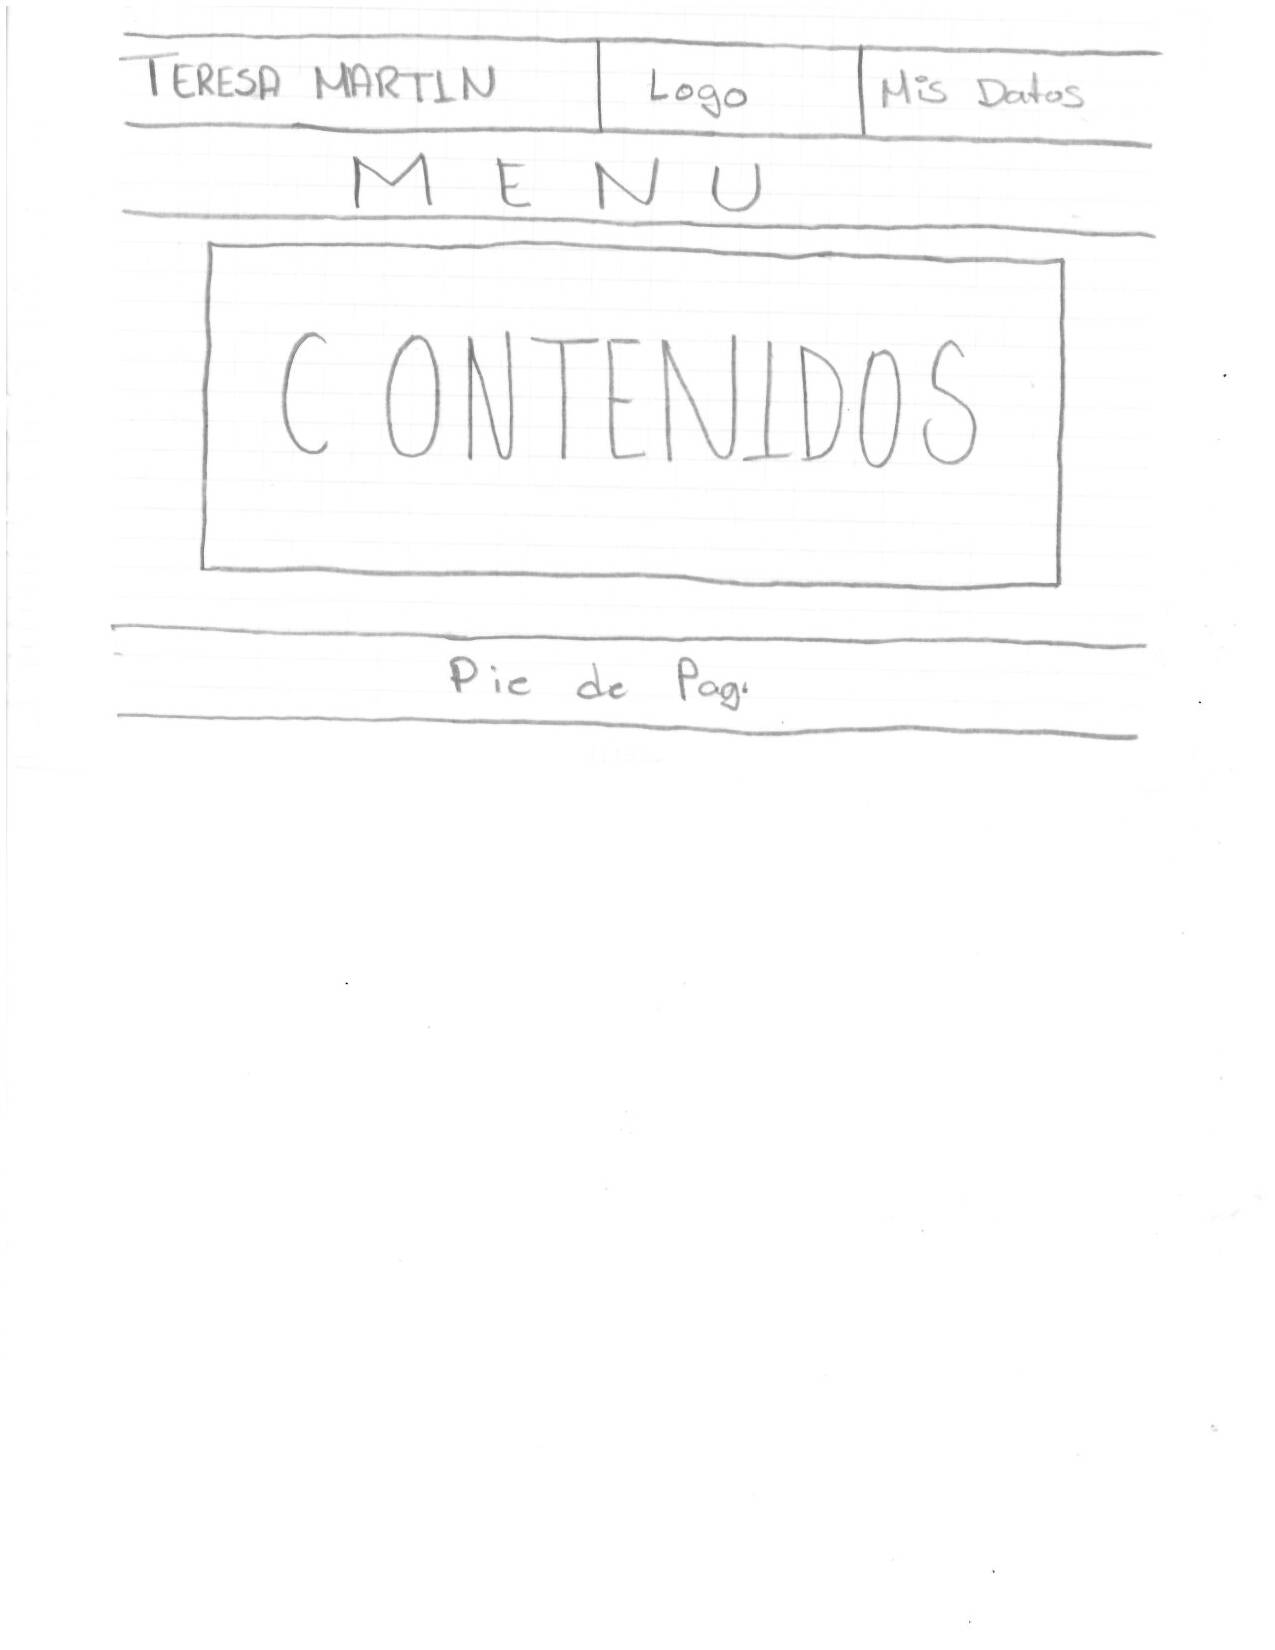 TERESA MARTIN Logo Mis Datos
MENU
CONTENIDOS
Pie de Pag.